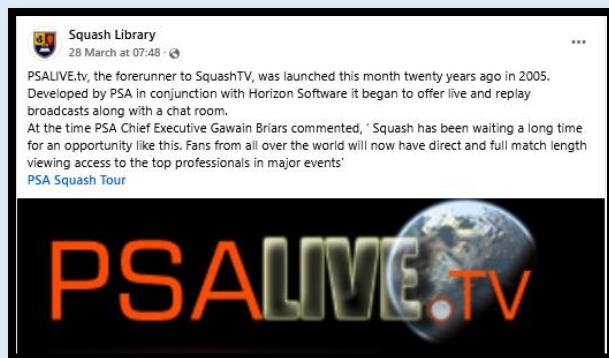 Squash Library
28 March at 07:48 ·
PSALIVE.tv, the forerunner to SquashTV, was launched this month twenty years ago in 2005.
Developed by PSA in conjunction with Horizon Software it began to offer live and replay
broadcasts along with a chat room.
At the time PSA Chief Executive Gawain Briars commented, ' Squash has been waiting a long time
for an opportunity like this. Fans from all over the world will now have direct and full match length
viewing access to the top professionals in major events'
PSA Squash Tour
PSALIVE.TV